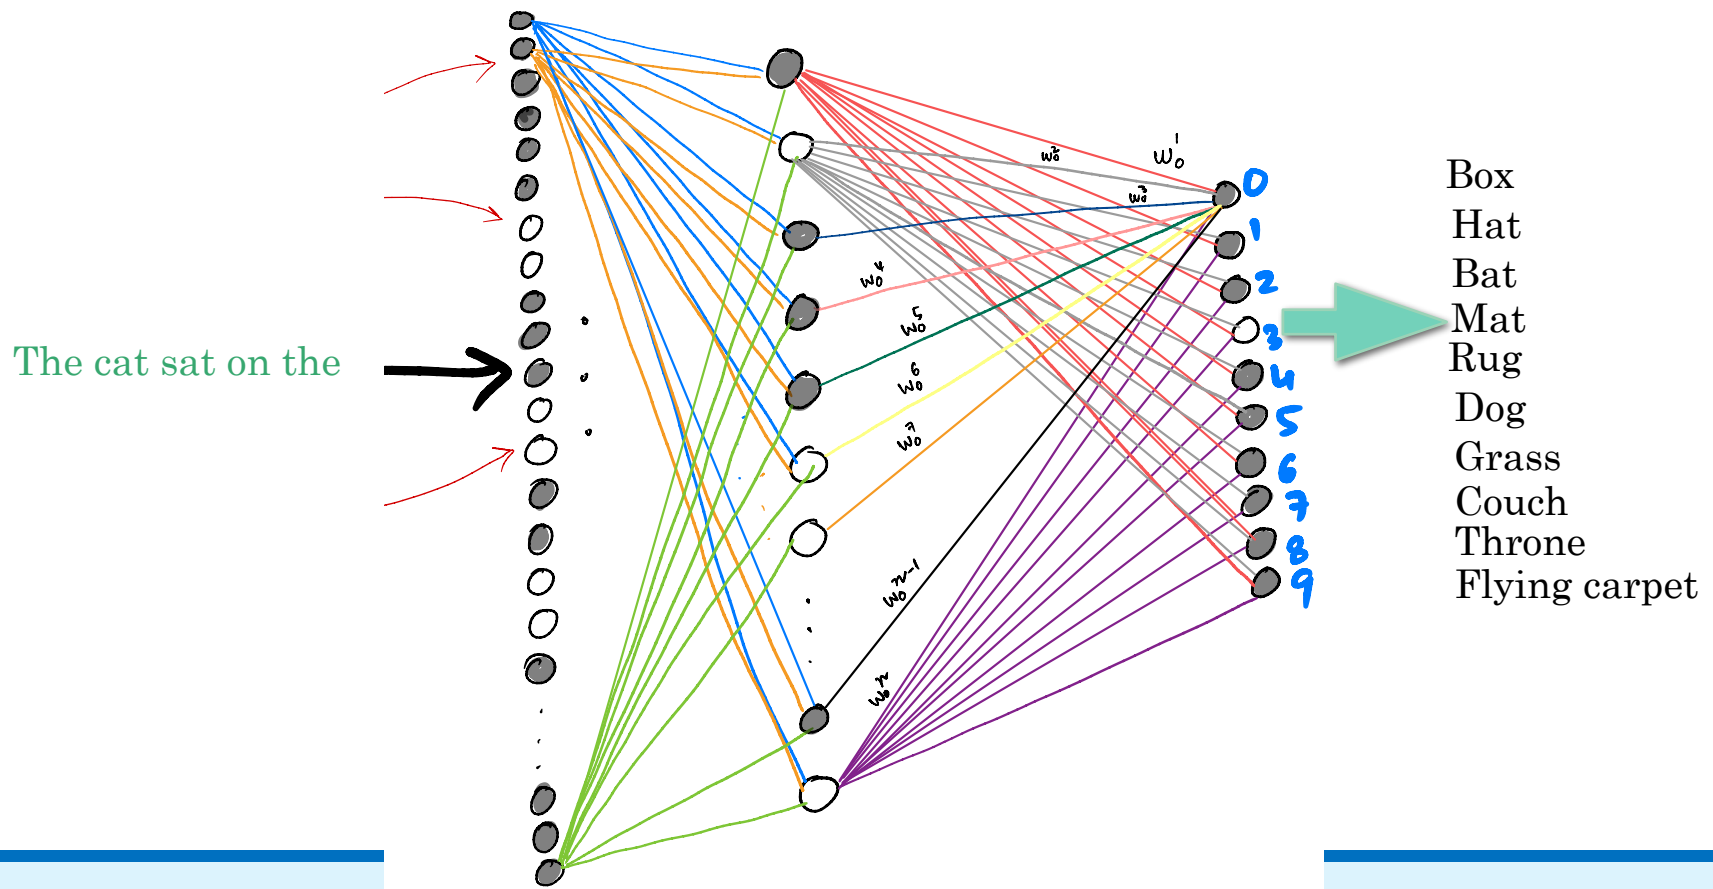 The cat sat on the
w₀¹
w₀²
w₀³
w₀⁴
w₀⁵
w₀⁶
w₀⁷
w₀ⁿ⁻¹
w₀ⁿ
0
1
2
3
4
5
6
7
8
9
Box
Hat
Bat
Mat
Rug
Dog
Grass
Couch
Throne
Flying carpet